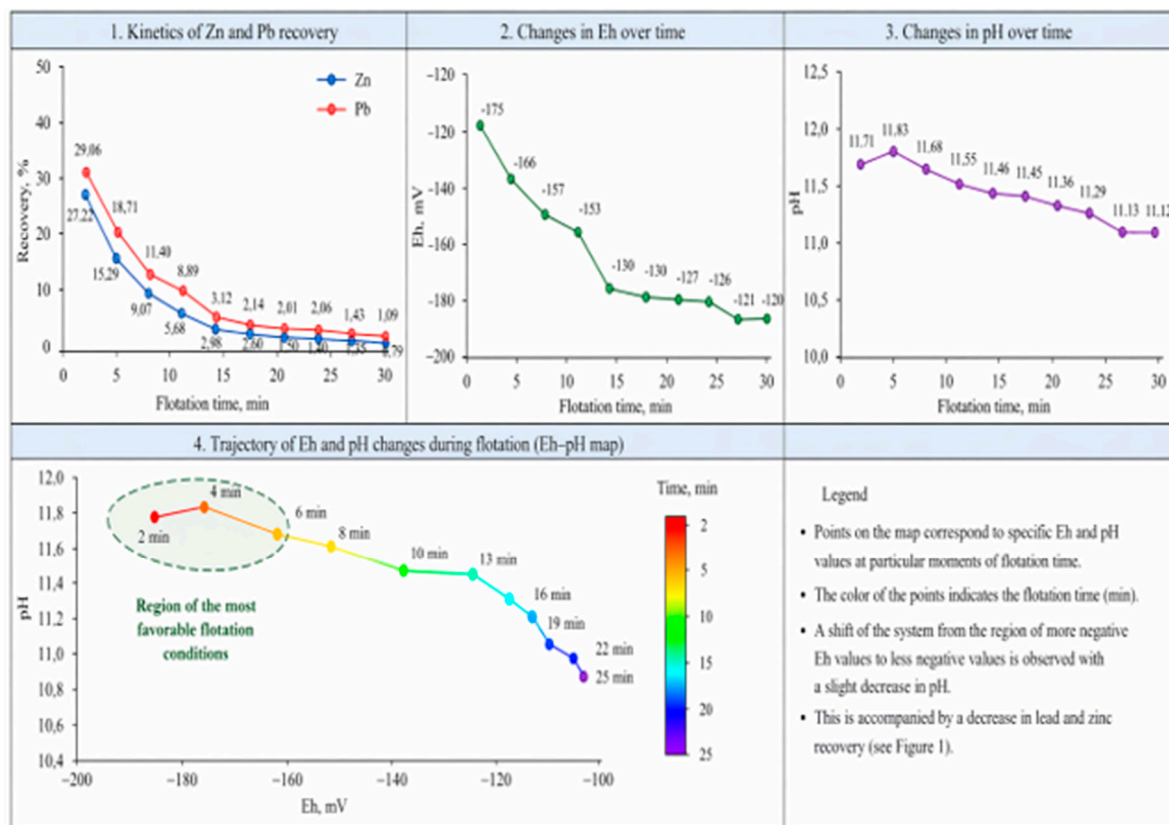 1. Kinetics of Zn and Pb recovery
50
40
30
20
10
0
Recovery, %
Zn
Pb
29,06
18,71
11,40
8,89
3,12
2,14
2,01
2,06
1,43
1,09
27,22
15,29
9,07
5,68
2,98
2,60
0 5 10 15 20 25 30
Flotation time, min
2. Changes in Eh over time
−120
−120
−140
−160
−180
−200
Eh, mV
-175
-166
-157
-153
-130
-130
-127
-126
-121
-120
0 5 10 15 20 25 30
Flotation time, min
3. Changes in pH over time
12,5
12,0
11,5
11,0
10,5
10,0
pH
11,71
11,83
11,68
11,55
11,46
11,45
11,36
11,29
11,13
11,12
0 5 10 15 20 25 30
Flotation time, min
4. Trajectory of Eh and pH changes during flotation (Eh–pH map)
12,0
11,8
11,6
11,4
11,2
11,0
10,8
10,6
10,4
pH
2 min
4 min
6 min
8 min
10 min
13 min
16 min
19 min
22 min
25 min
Region of the most
favorable flotation
conditions
−200 −180 −160 −140 −120 −100
Eh, mV
Time, min
2
5
10
15
20
25
Legend
• Points on the map correspond to specific Eh and pH
values at particular moments of flotation time.
• The color of the points indicates the flotation time (min).
• A shift of the system from the region of more negative
Eh values to less negative values is observed with
a slight decrease in pH.
• This is accompanied by a decrease in lead and zinc
recovery (see Figure 1).